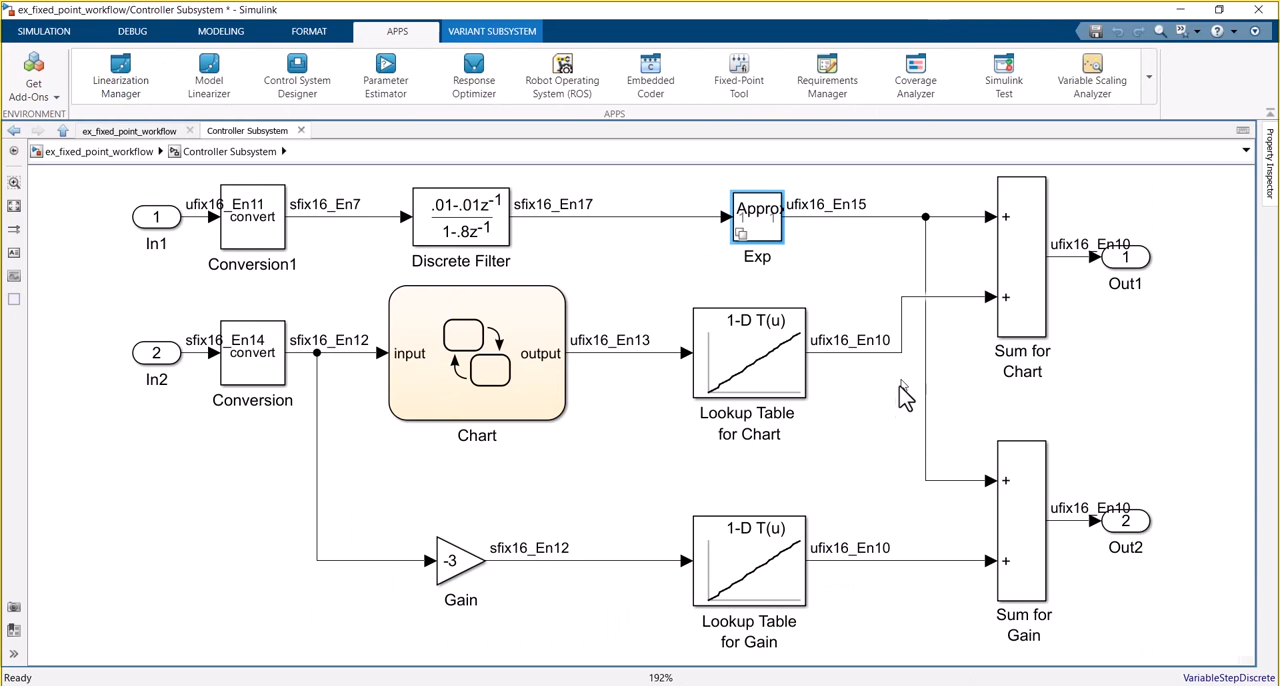 ex_fixed_point_workflow/Controller Subsystem * - Simulink
SIMULATION DEBUG MODELING FORMAT APPS VARIANT SUBSYSTEM
Get Add-Ons
Linearization Manager
Model Linearizer
Control System Designer
Parameter Estimator
Response Optimizer
Robot Operating System (ROS)
Embedded Coder
Fixed-Point Tool
Requirements Manager
Coverage Analyzer
Simulink Test
Variable Scaling Analyzer
ENVIRONMENT
APPS
ex_fixed_point_workflow
Controller Subsystem
ex_fixed_point_workflow
Controller Subsystem
Property Inspector
1
In1
ufix16_En11
convert
Conversion1
sfix16_En7
.01-.01z-1
1-.8z-1
Discrete Filter
sfix16_En17
Approx
Exp
ufix16_En15
+
+
Sum for
Chart
ufix16_En10
1
Out1
2
In2
sfix16_En14
convert
Conversion
sfix16_En12
input
output
Chart
ufix16_En13
1-D T(u)
Lookup Table
for Chart
ufix16_En10
-3
Gain
sfix16_En12
1-D T(u)
Lookup Table
for Gain
ufix16_En10
+
+
Sum for
Gain
ufix16_En10
2
Out2
Ready
192%
VariableStepDiscrete